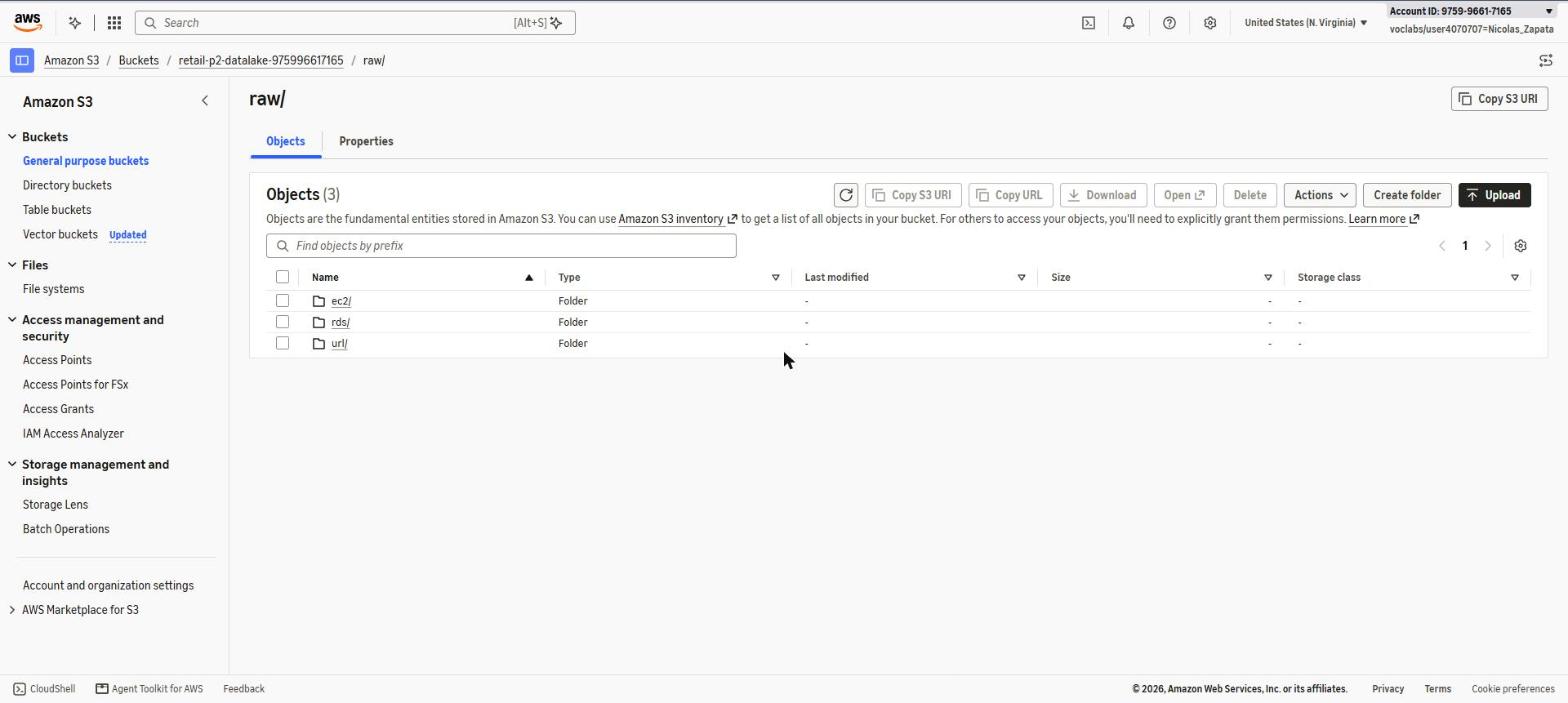 aws
Search [Alt+S]
United States (N. Virginia)
Account ID: 9759-9661-7165
voclabs/user4070707=Nicolas_Zapata
Amazon S3 / Buckets / retail-p2-datalake-975996617165 / raw/
Amazon S3
Buckets
General purpose buckets
Directory buckets
Table buckets
Vector buckets Updated
Files
File systems
Access management and
security
Access Points
Access Points for FSx
Access Grants
IAM Access Analyzer
Storage management and
insights
Storage Lens
Batch Operations
Account and organization settings
AWS Marketplace for S3
raw/
Copy S3 URI
Objects Properties
Objects (3)
Copy S3 URI Copy URL Download Open Delete Actions Create folder Upload
Objects are the fundamental entities stored in Amazon S3. You can use Amazon S3 inventory to get a list of all objects in your bucket. For others to access your objects, you'll need to explicitly grant them permissions. Learn more
Find objects by prefix
1
Name Type Last modified Size Storage class
ec2/ Folder - - -
rds/ Folder - - -
url/ Folder - - -
CloudShell Agent Toolkit for AWS Feedback
© 2026, Amazon Web Services, Inc. or its affiliates. Privacy Terms Cookie preferences